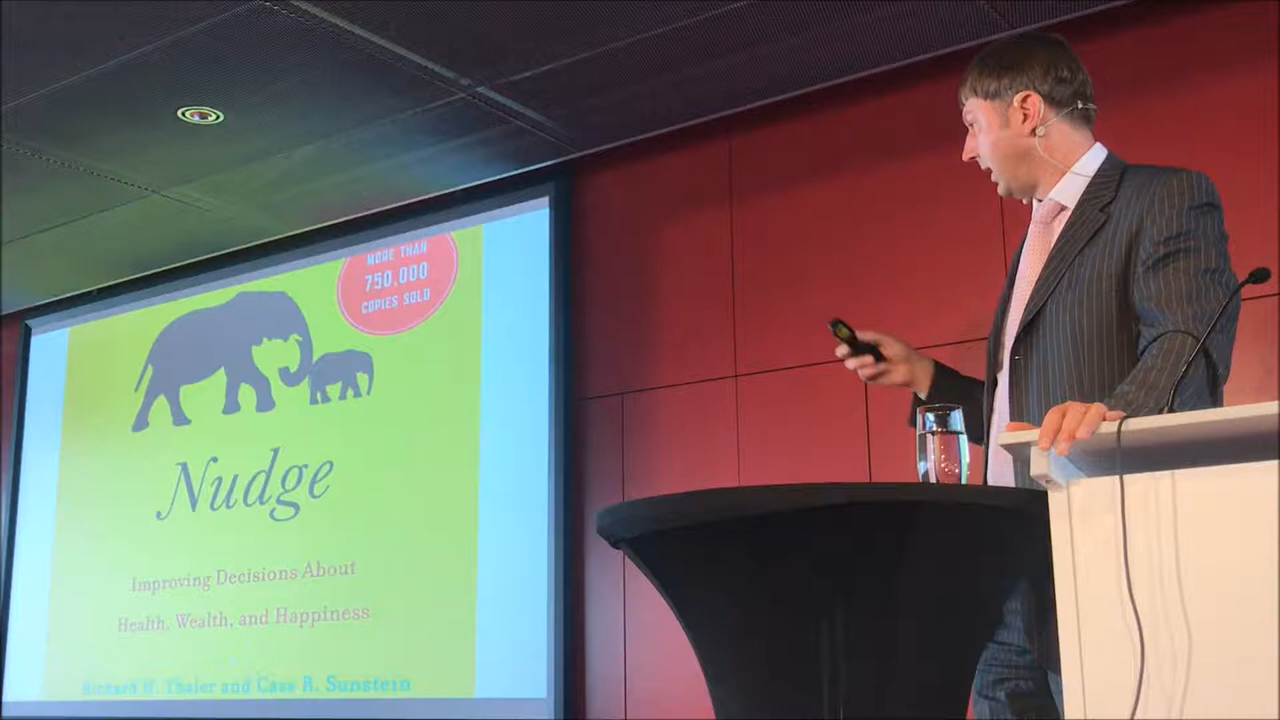 MORE THAN
750,000
COPIES SOLD
Nudge
Improving Decisions About
Health, Wealth, and Happiness
Richard H. Thaler and Cass R. Sunstein